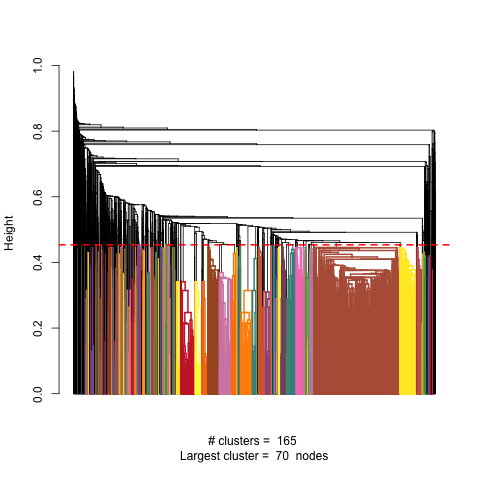 1.0
0.8
0.6
0.4
0.2
0.0
Height
# clusters =  165
Largest cluster =  70  nodes